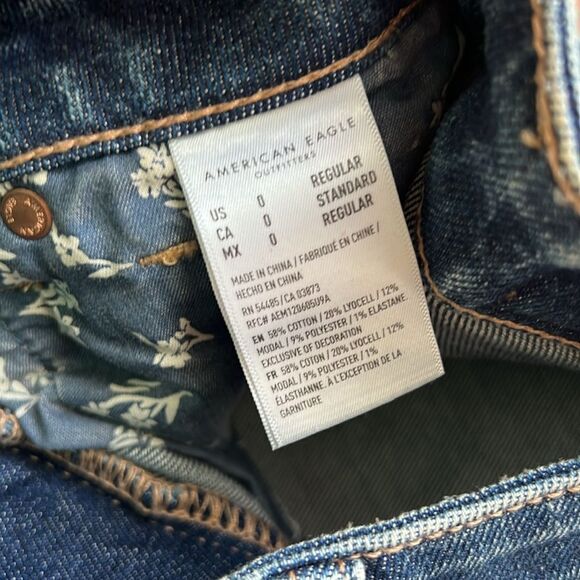 AMERICAN EAGLE
OUTFITTERS
US 0 REGULAR
CA 0 STANDARD
MX 0 REGULAR
MADE IN CHINA / FABRIQUÉ EN CHINE /
HECHO EN CHINA
RN 54485/CA 03873
RFC# AEM120605U9A
EN 58% COTTON / 20% LYOCELL / 12%
MODAL / 9% POLYESTER / 1% ELASTANE.
EXCLUSIVE OF DECORATION
FR 58% COTON / 20% LYOCELL / 12%
MODAL / 9% POLYESTER / 1%
ÉLASTHANNE. À L'EXCEPTION DE LA
GARNITURE